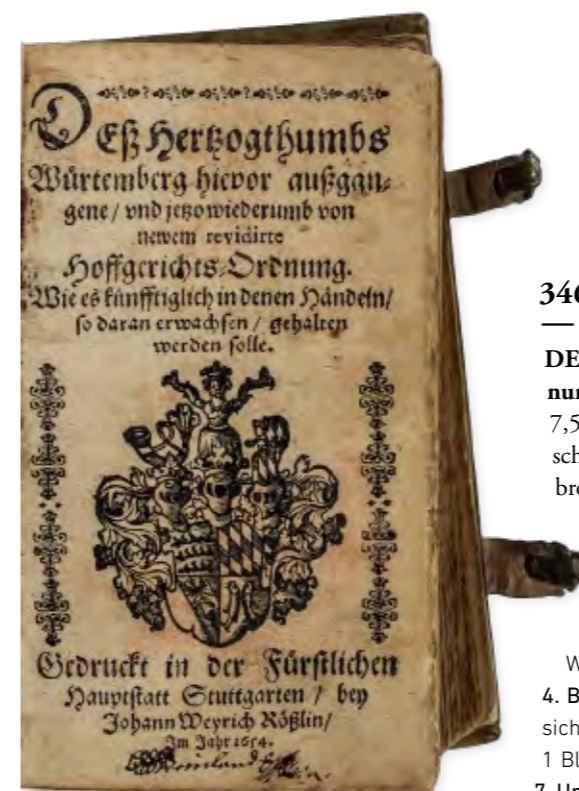 Deß Hertzogthumbs
Würtemberg hievor außgan-
gene / vnd jetzo wiederumb von
newem revidirte
Hoffgerichts-Ordnung.
Wie es künfftiglich in denen Händeln /
so daran erwachsen / gehalten
werden solle.
Gedruckt in der Fürstlichen
Hauptstatt Stuttgarten / bey
Johann Weyrich Rößlin /
Im Jahr 1654.
346
DE
nur
7,5
sch
bre
W
4. B
sich
1 Bl
7. Un